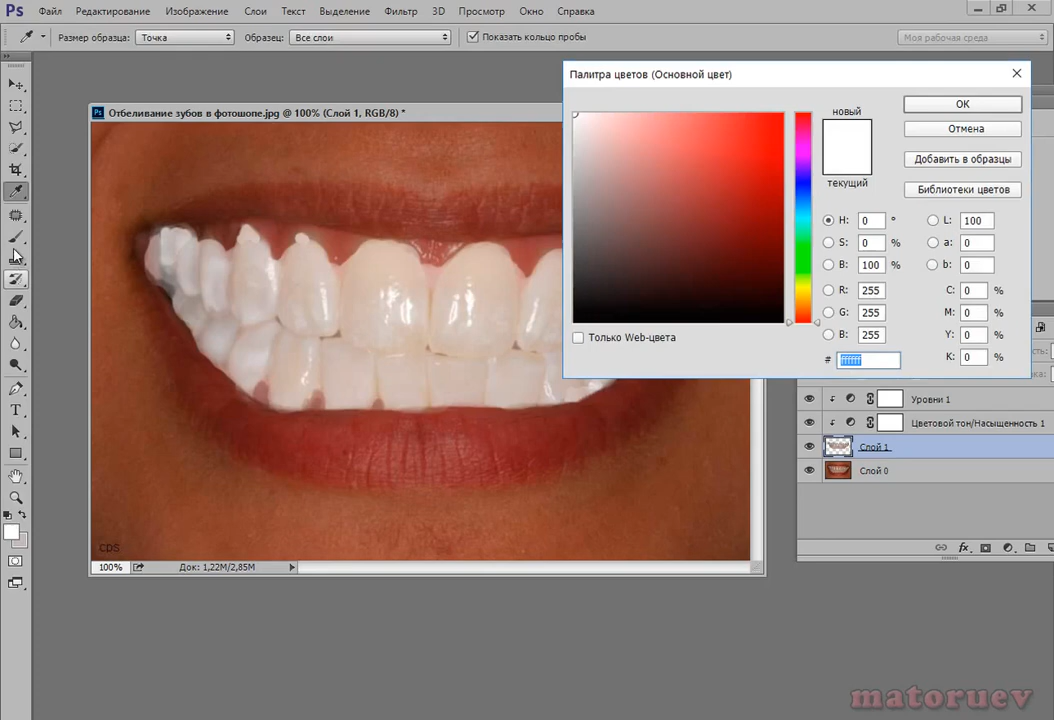 Ps Файл Редактирование Изображение Слои Текст Выделение Фильтр 3D Просмотр Окно Справка
Размер образца: Точка Образец: Все слои Показать кольцо пробы Моя рабочая среда
Ps Отбеливание зубов в фотошопе.jpg @ 100% (Слой 1, RGB/8) *
Палитра цветов (Основной цвет)
OK
новый
Отмена
Добавить в образцы
текущий
Библиотеки цветов
H: 0 ° L: 100
S: 0 % a: 0
B: 100 % b: 0
R: 255 C: 0 %
G: 255 M: 0 %
B: 255 Y: 0 %
Только Web-цвета
# ffffff K: 0 %
Уровни 1
Цветовой тон/Насыщенность 1
Слой 1
Слой 0
T
fx
CDS
100% Док: 1,22M/2,85M
matoruev